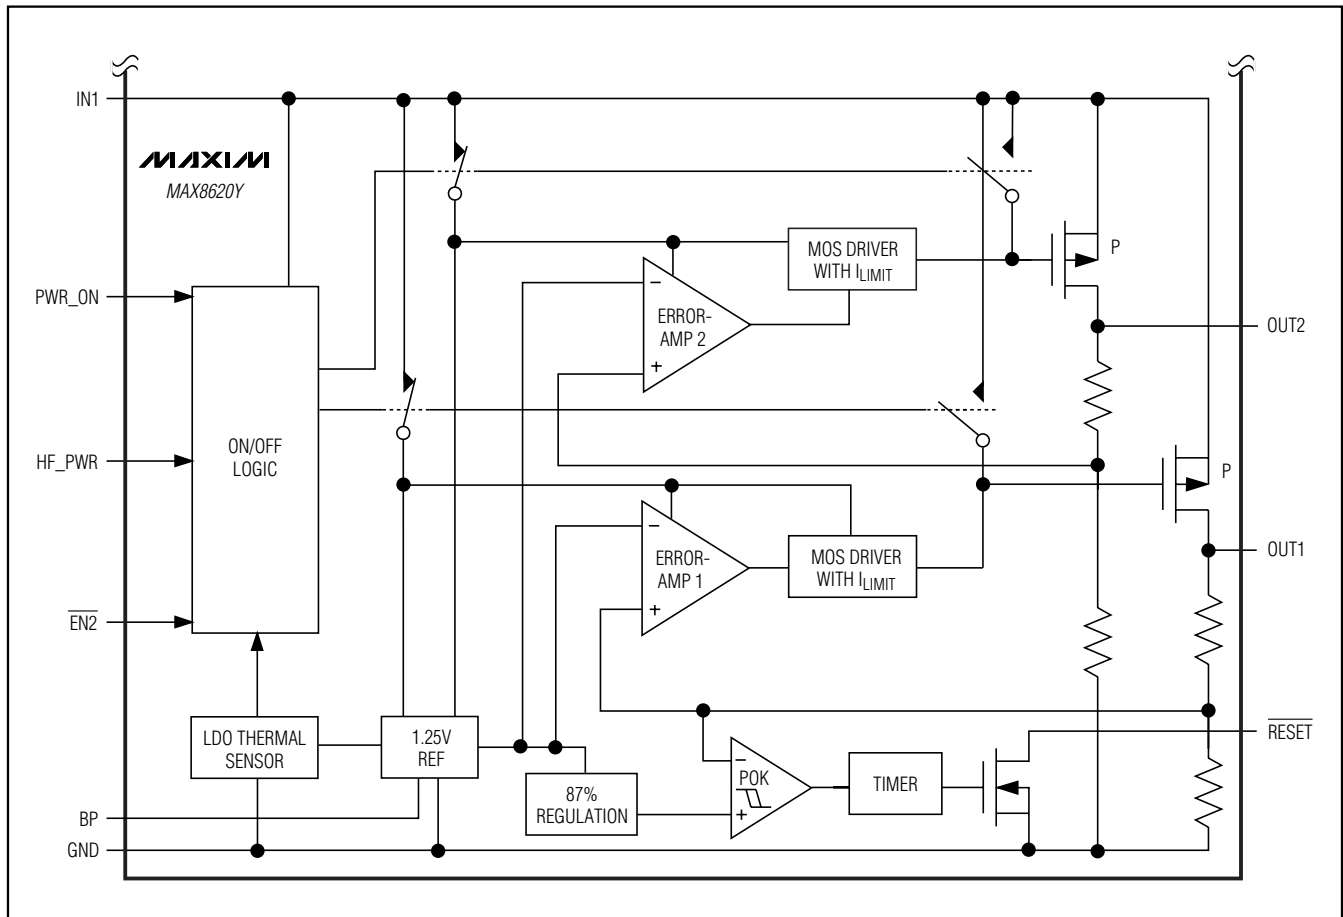 IN1
MAXIM
MAX8620Y
PWR_ON
HF_PWR
EN2
ON/OFF
LOGIC
MOS DRIVER
WITH ILIMIT
P
−
ERROR-
AMP 2
+
OUT2
P
−
ERROR-
AMP 1
+
MOS DRIVER
WITH ILIMIT
OUT1
LDO THERMAL
SENSOR
1.25V
REF
87%
REGULATION
−
POK
+
TIMER
RESET
BP
GND